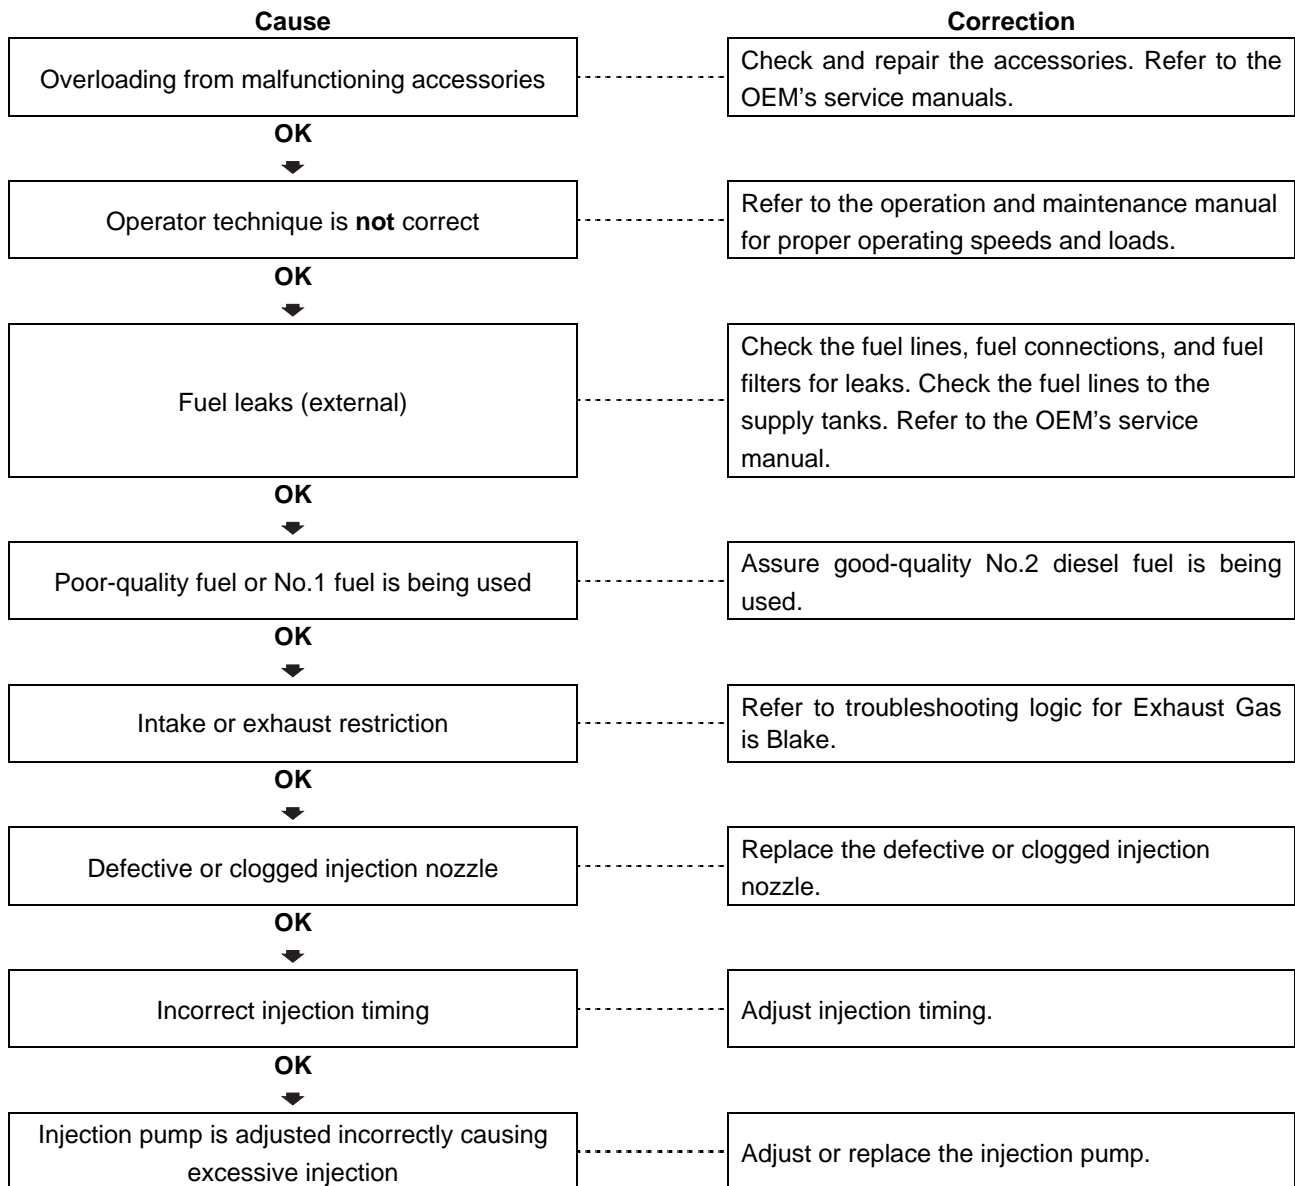 Cause
Correction
Overloading from malfunctioning accessories
Check and repair the accessories. Refer to the
OEM’s service manuals.
OK
Operator technique is not correct
Refer to the operation and maintenance manual
for proper operating speeds and loads.
OK
Fuel leaks (external)
Check the fuel lines, fuel connections, and fuel
filters for leaks. Check the fuel lines to the
supply tanks. Refer to the OEM’s service
manual.
OK
Poor-quality fuel or No.1 fuel is being used
Assure good-quality No.2 diesel fuel is being
used.
OK
Intake or exhaust restriction
Refer to troubleshooting logic for Exhaust Gas
is Blake.
OK
Defective or clogged injection nozzle
Replace the defective or clogged injection
nozzle.
OK
Incorrect injection timing
Adjust injection timing.
OK
Injection pump is adjusted incorrectly causing
excessive injection
Adjust or replace the injection pump.